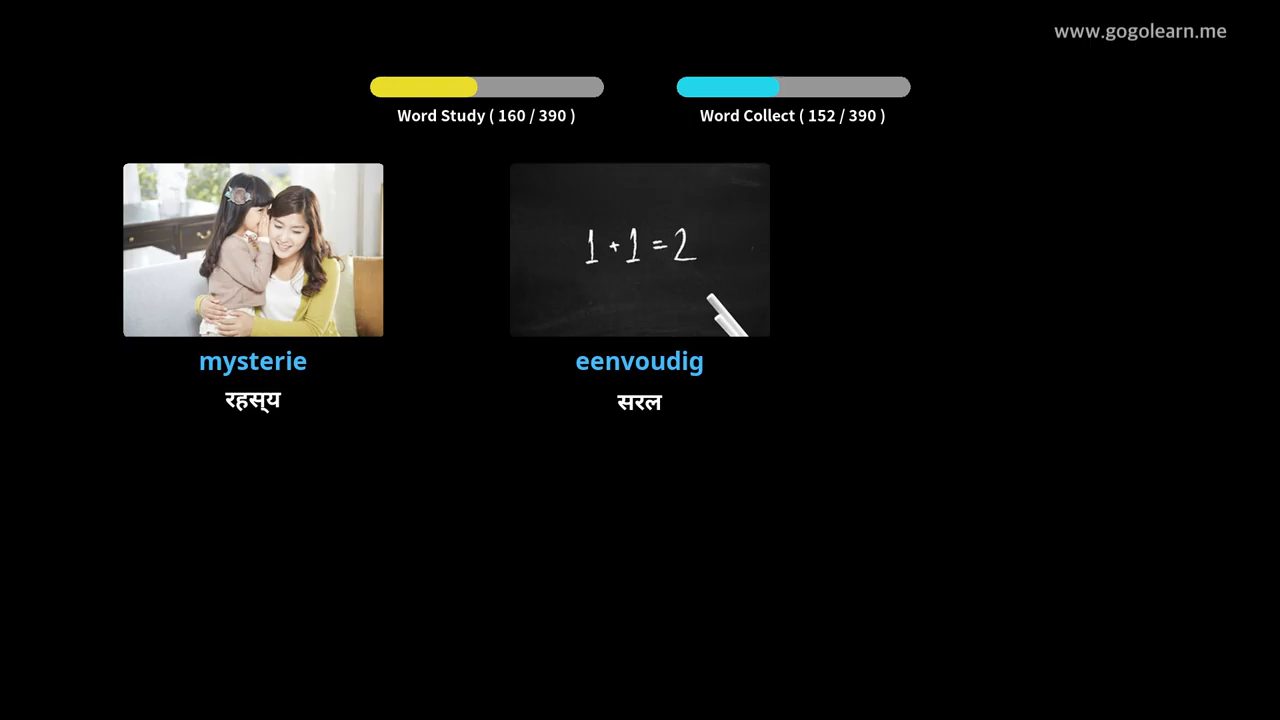 www.gogolearn.me
Word Study ( 160 / 390 )
Word Collect ( 152 / 390 )
1 + 1 = 2
mysterie
eenvoudig
रहस्य
सरल